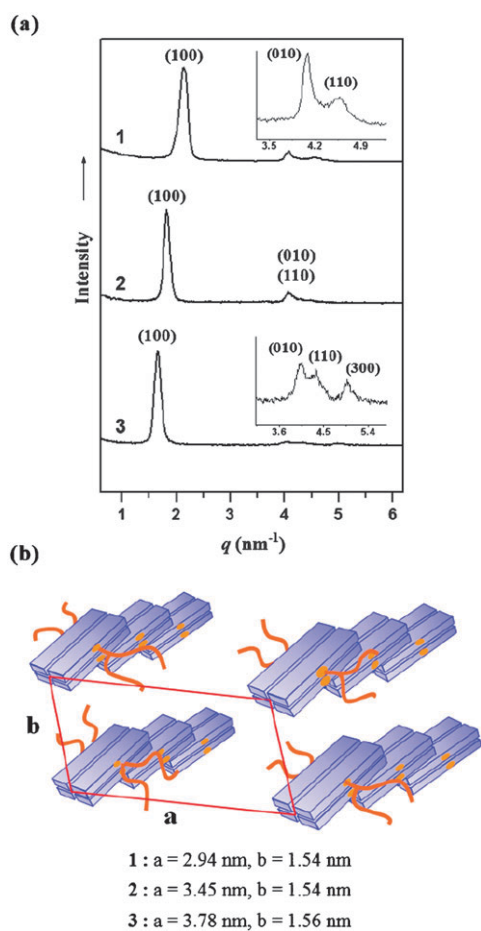 (a)
(100)
(010)
(110)
3.5 4.2 4.9
1
(100)
(010)
(110)
2
(100)
(010)
(110)
(300)
3.6 4.5 5.4
3
Intensity
1 2 3 4 5 6
q (nm-1)
(b)
b
a
1 : a = 2.94 nm, b = 1.54 nm
2 : a = 3.45 nm, b = 1.54 nm
3 : a = 3.78 nm, b = 1.56 nm